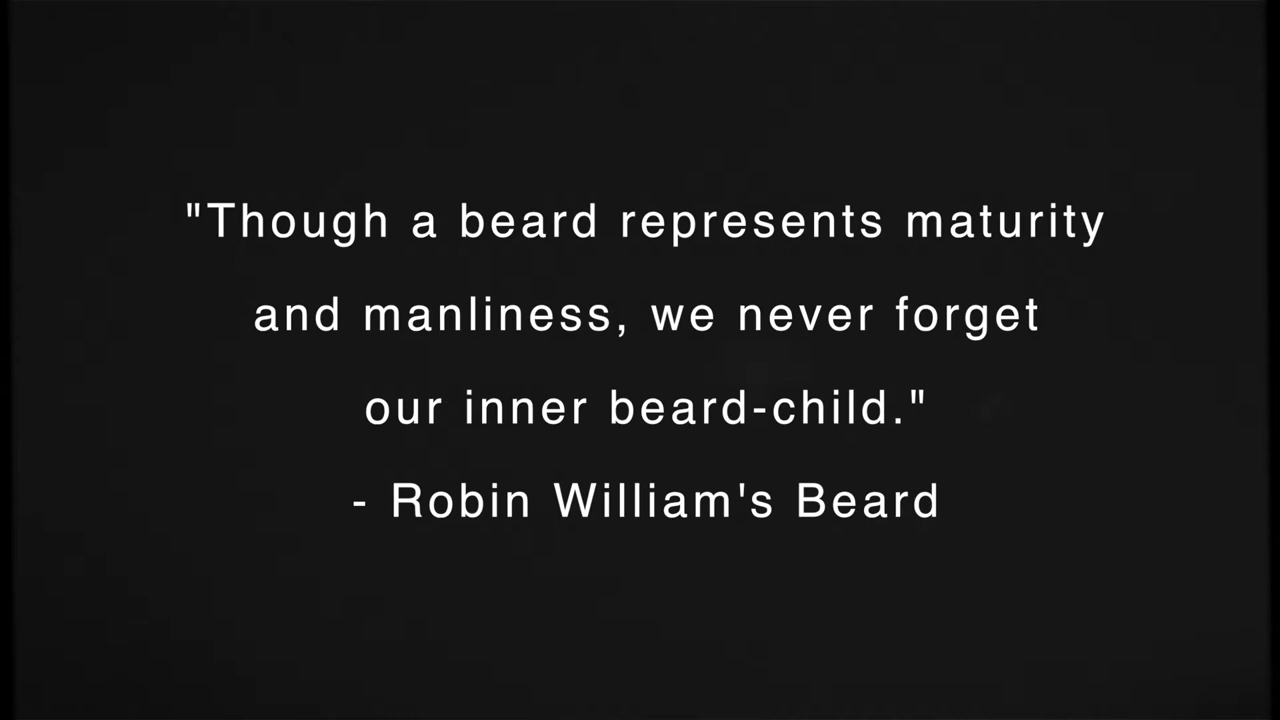 "Though a beard represents maturity
and manliness, we never forget
our inner beard-child."
- Robin William's Beard